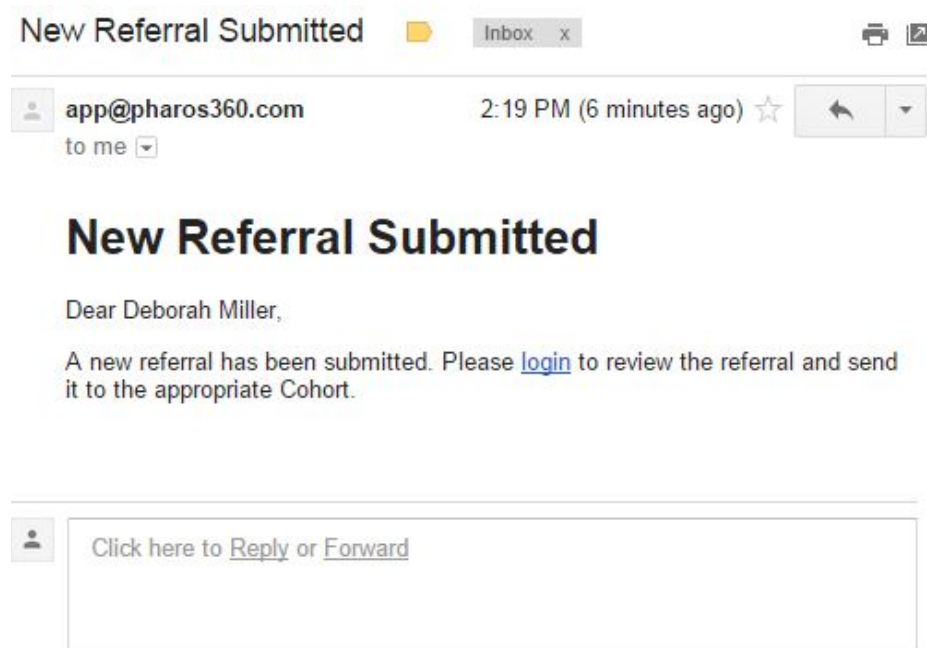 New Referral Submitted Inbox x
app@pharos360.com 2:19 PM (6 minutes ago)
to me
New Referral Submitted
Dear Deborah Miller,
A new referral has been submitted. Please login to review the referral and send
it to the appropriate Cohort.
Click here to Reply or Forward